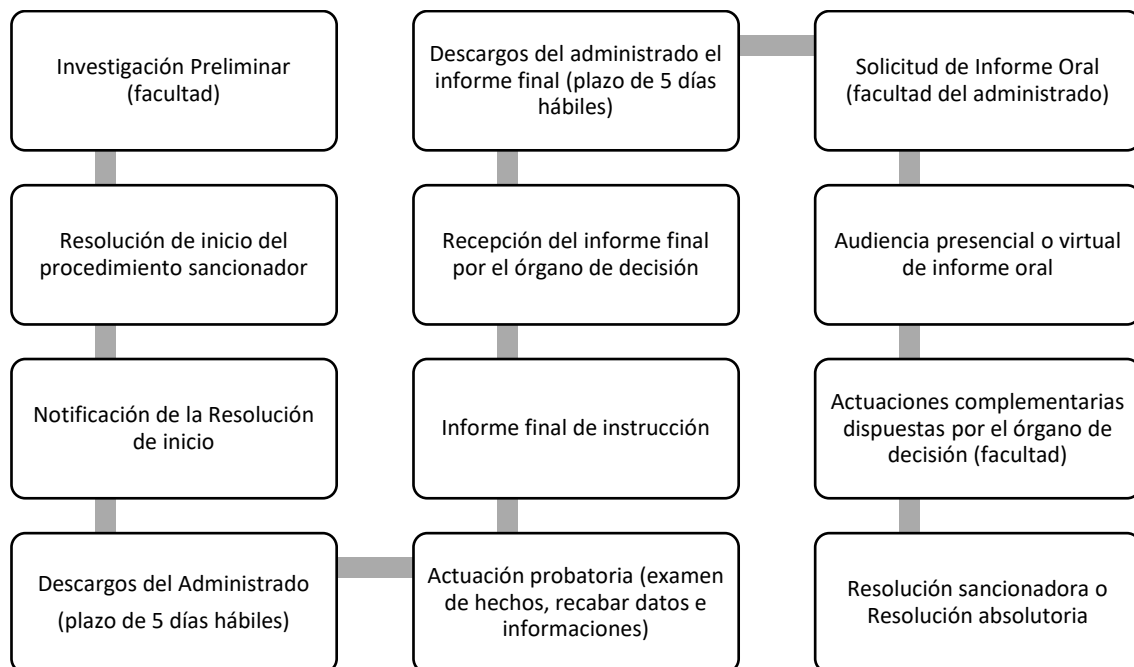 Investigación Preliminar
(facultad)
Resolución de inicio del
procedimiento sancionador
Notificación de la Resolución
de inicio
Descargos del Administrado
(plazo de 5 días hábiles)
Actuación probatoria (examen
de hechos, recabar datos e
informaciones)
Informe final de instrucción
Recepción del informe final
por el órgano de decisión
Descargos del administrado el
informe final (plazo de 5 días
hábiles)
Solicitud de Informe Oral
(facultad del administrado)
Audiencia presencial o virtual
de informe oral
Actuaciones complementarias
dispuestas por el órgano de
decisión (facultad)
Resolución sancionadora o
Resolución absolutoria